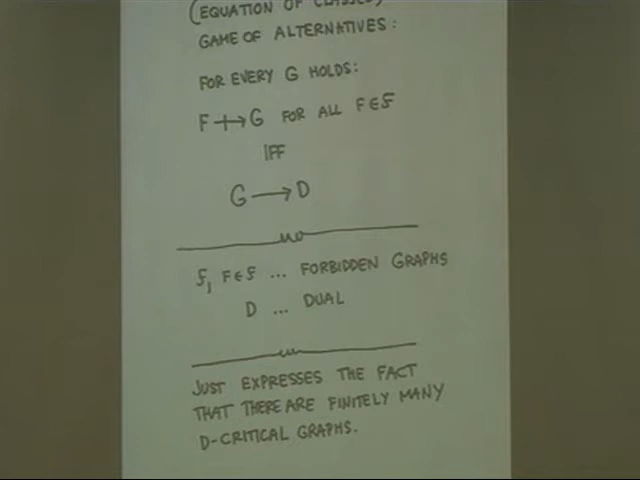 (EQUATION OF CLASSES)
GAME OF ALTERNATIVES:
FOR EVERY G HOLDS:
F ↛ G FOR ALL F ∈ 𝓕
IFF
G ⟶ D
𝓕, F ∈ 𝓕 ... FORBIDDEN GRAPHS
D ... DUAL
JUST EXPRESSES THE FACT
THAT THERE ARE FINITELY MANY
D-CRITICAL GRAPHS.